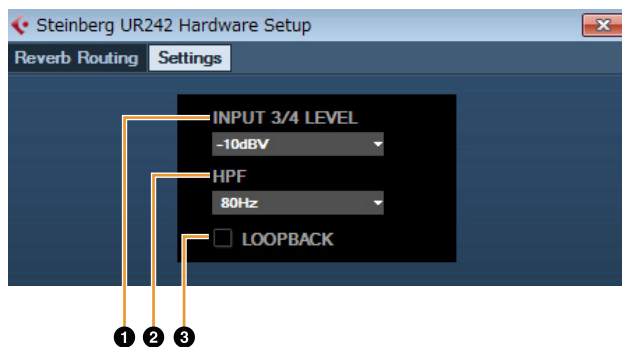 Steinberg UR242 Hardware Setup
Reverb Routing Settings
INPUT 3/4 LEVEL
-10dBV
HPF
80Hz
LOOPBACK
1 2 3